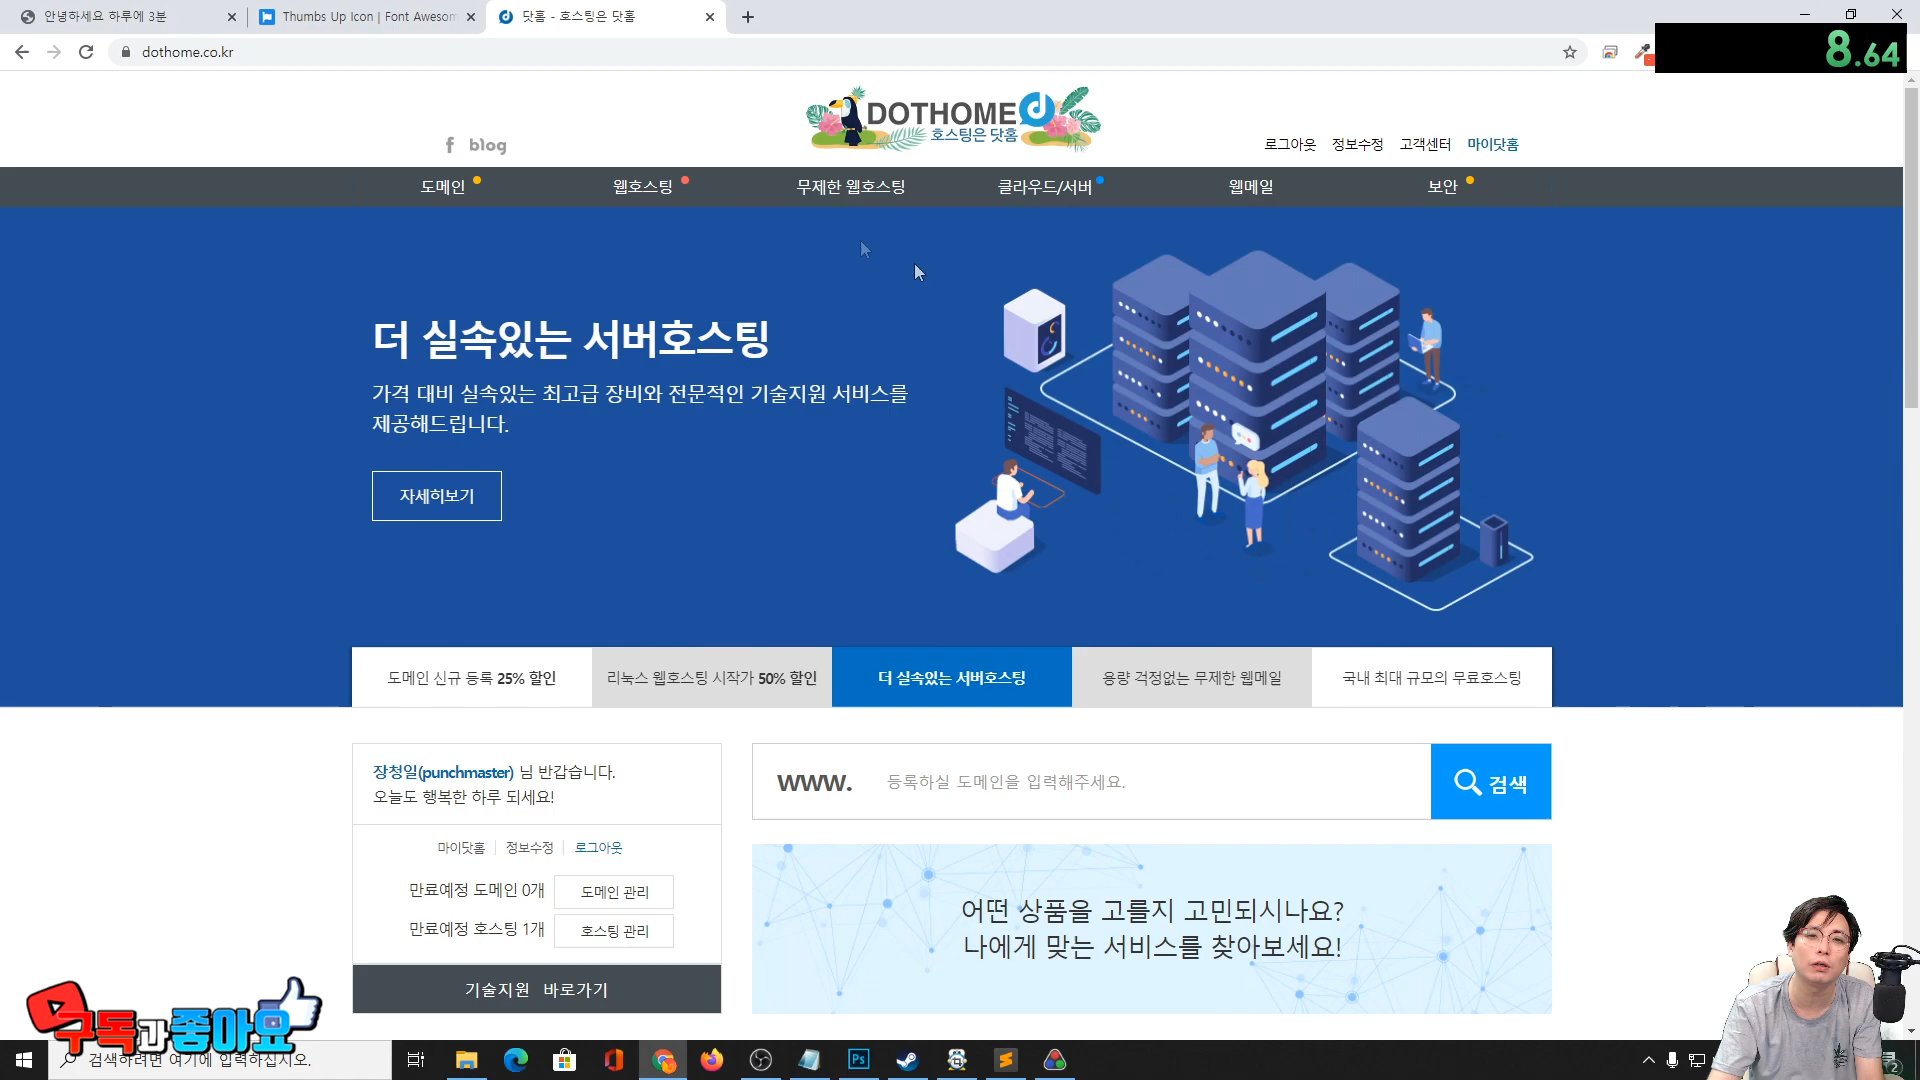 안녕하세요 하루에 3분
Thumbs Up Icon | Font Awesom
닷홈 - 호스팅은 닷홈
dothome.co.kr
8.64
DOTHOME
호스팅은 닷홈
f blog
로그아웃 정보수정 고객센터 마이닷홈
도메인 웹호스팅 무제한 웹호스팅 클라우드/서버 웹메일 보안
더 실속있는 서버호스팅
가격 대비 실속있는 최고급 장비와 전문적인 기술지원 서비스를
제공해드립니다.
자세히보기
도메인 신규 등록 25% 할인
리눅스 웹호스팅 시작가 50% 할인
더 실속있는 서버호스팅
용량 걱정없는 무제한 웹메일
국내 최대 규모의 무료호스팅
장청일(punchmaster) 님 반갑습니다.
오늘도 행복한 하루 되세요!
마이닷홈 정보수정 로그아웃
만료예정 도메인 0개 도메인 관리
만료예정 호스팅 1개 호스팅 관리
기술지원 바로가기
www. 등록하실 도메인을 입력해주세요. 검색
어떤 상품을 고를지 고민되시나요?
나에게 맞는 서비스를 찾아보세요!
구독과좋아요
검색하려면 여기에 입력하십시오.
Ps
2